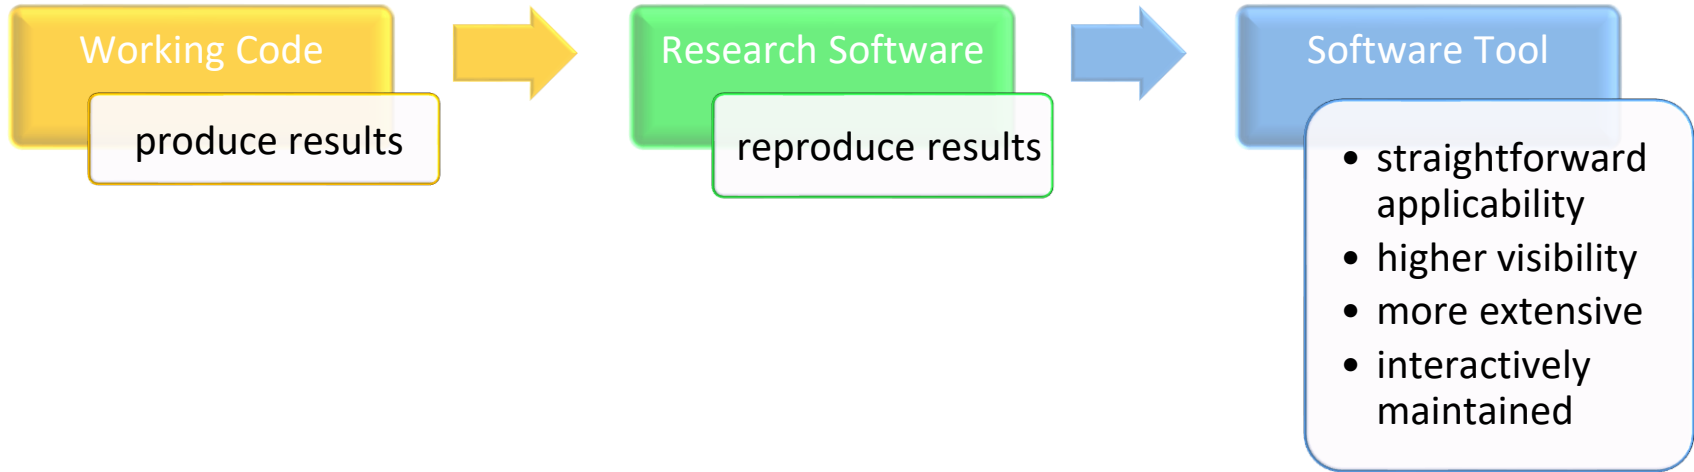 Working Code
produce results
Research Software
reproduce results
Software Tool
• straightforward
applicability
• higher visibility
• more extensive
• interactively
maintained